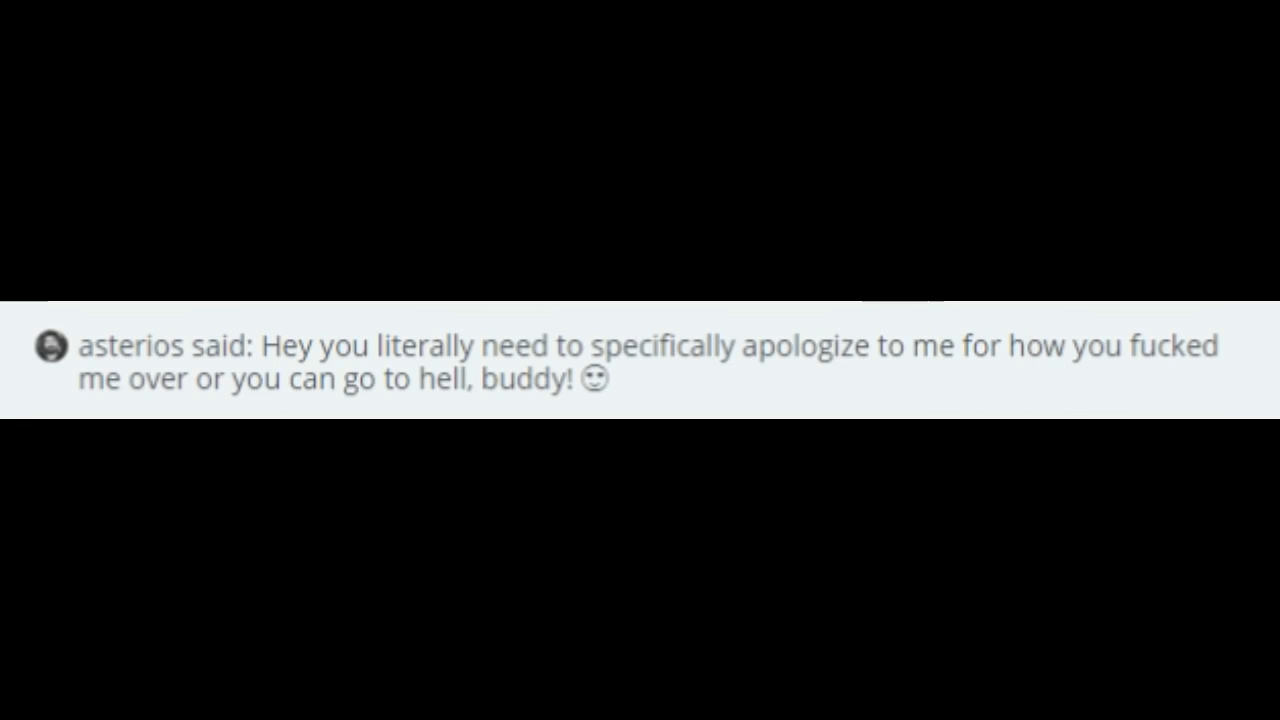 asterios said: Hey you literally need to specifically apologize to me for how you fucked
me over or you can go to hell, buddy! 🙂